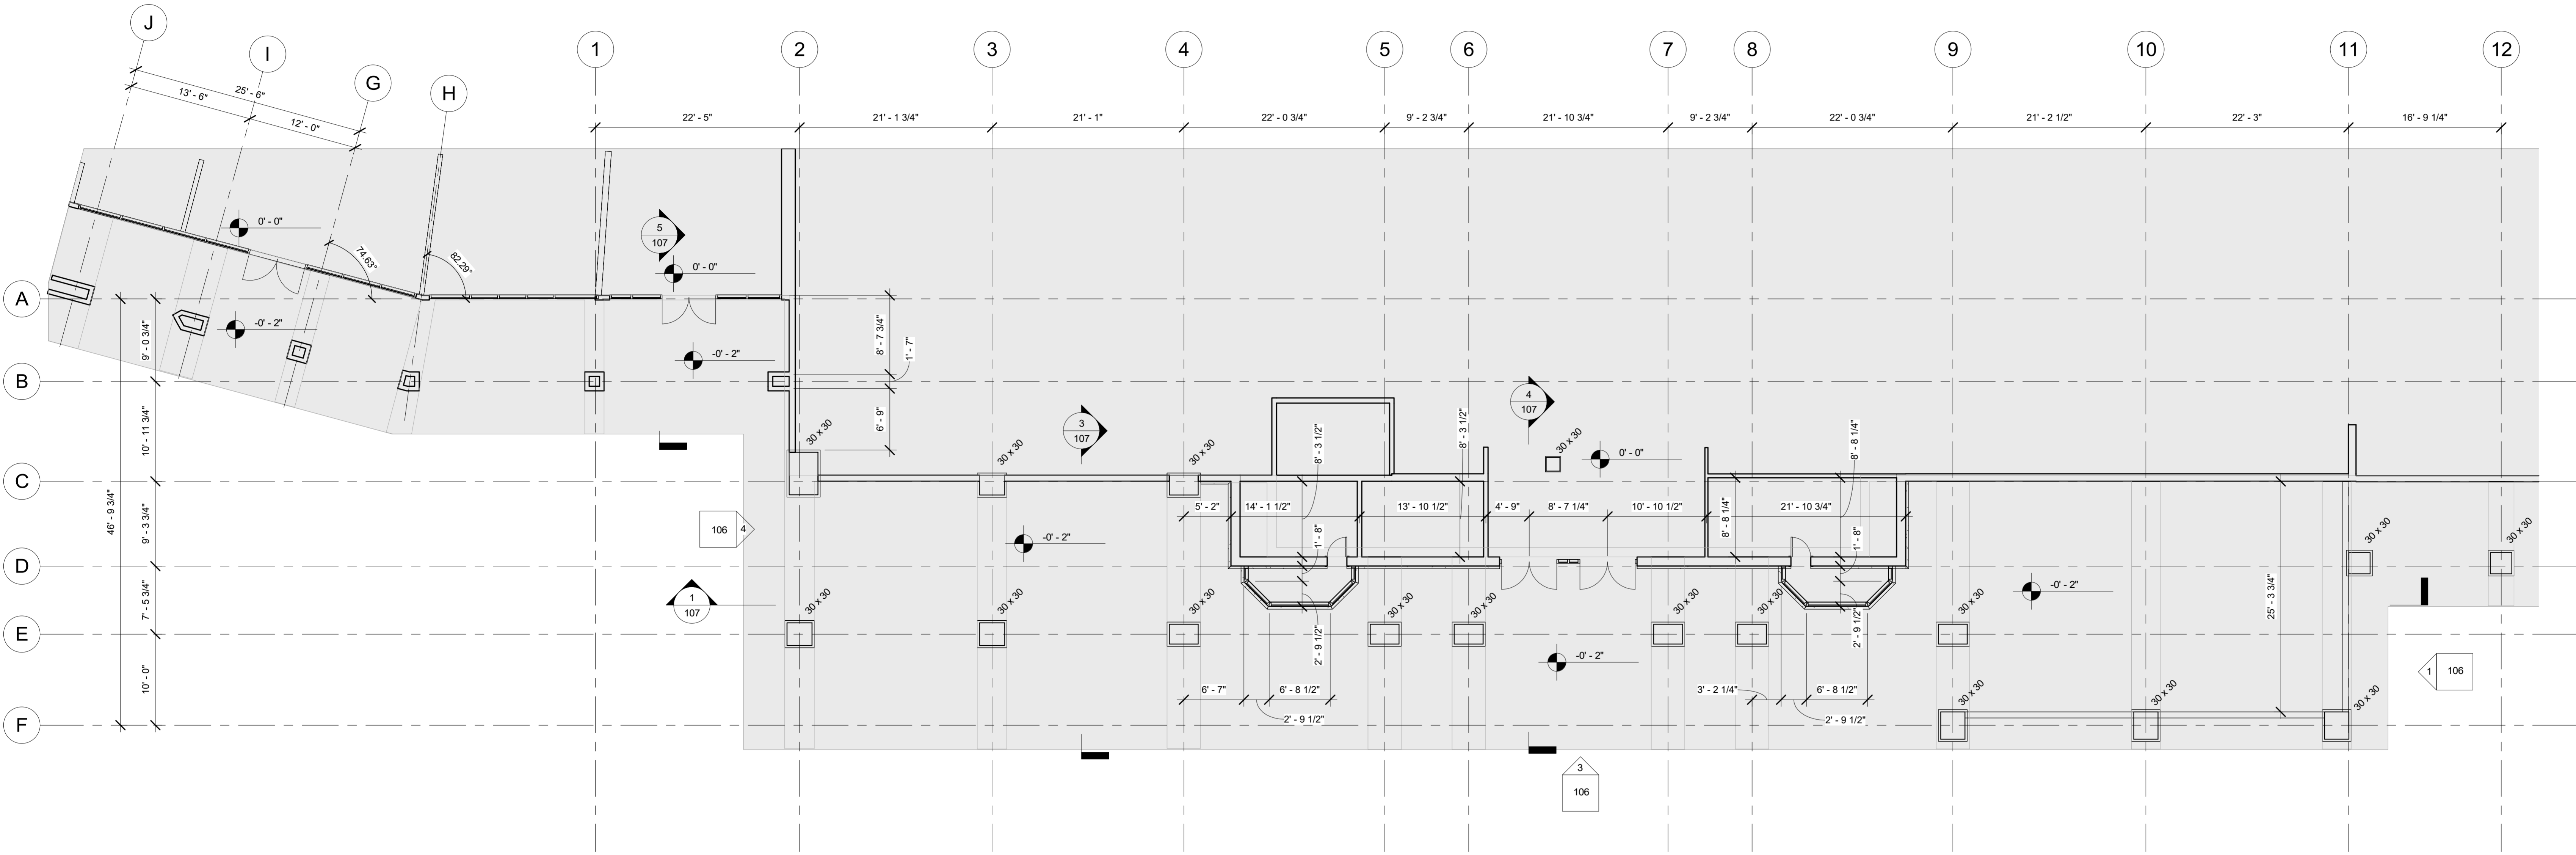 J
I
G
H
1
2
3
4
5
6
7
8
9
10
11
12
25' - 6"
13' - 6"
12' - 0"
22' - 5"
21' - 1 3/4"
21' - 1"
22' - 0 3/4"
9' - 2 3/4"
21' - 10 3/4"
9' - 2 3/4"
22' - 0 3/4"
21' - 2 1/2"
22' - 3"
16' - 9 1/4"
0' - 0"
5
107
0' - 0"
74.63°
82.29°
A
-0' - 2"
9' - 0 3/4"
8' - 7 3/4"
1' - 7"
-0' - 2"
B
6' - 9"
10' - 11 3/4"
30 x 30
3
107
30 x 30
30 x 30
4
107
30 x 30
0' - 0"
8' - 3 1/2"
8' - 3 1/2"
8' - 8 1/4"
C
46' - 9 3/4"
9' - 3 3/4"
106
4
-0' - 2"
5' - 2"
14' - 1 1/2"
13' - 10 1/2"
4' - 9"
8' - 7 1/4"
10' - 10 1/2"
8' - 8 1/4"
21' - 10 3/4"
1' - 8"
1' - 8"
30 x 30
30 x 30
D
7' - 5 3/4"
1
107
30 x 30
30 x 30
30 x 30
30 x 30
30 x 30
30 x 30
30 x 30
30 x 30
-0' - 2"
25' - 3 3/4"
E
2' - 9 1/2"
2' - 9 1/2"
-0' - 2"
10' - 0"
6' - 7"
6' - 8 1/2"
2' - 9 1/2"
3' - 2 1/4"
6' - 8 1/2"
2' - 9 1/2"
30 x 30
30 x 30
30 x 30
1
106
F
3
106